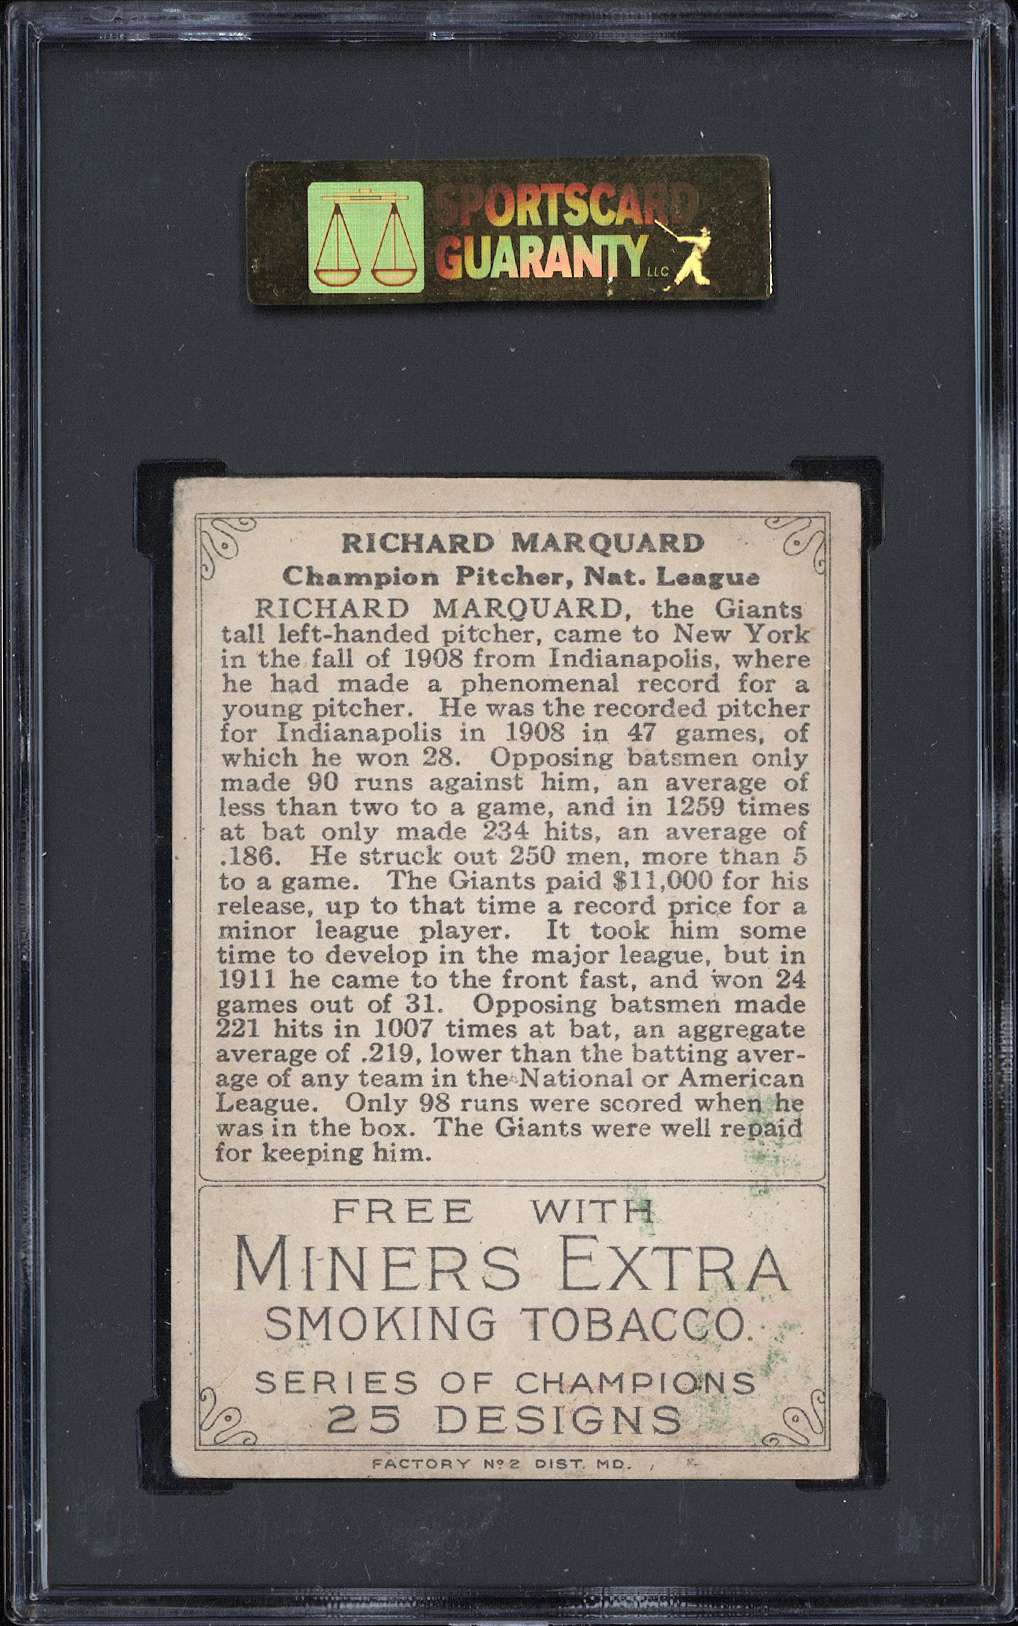 SPORTSCARD
GUARANTY LLC
RICHARD MARQUARD
Champion Pitcher, Nat. League
RICHARD MARQUARD, the Giants
tall left-handed pitcher, came to New York
in the fall of 1908 from Indianapolis, where
he had made a phenomenal record for a
young pitcher. He was the recorded pitcher
for Indianapolis in 1908 in 47 games, of
which he won 28. Opposing batsmen only
made 90 runs against him, an average of
less than two to a game, and in 1259 times
at bat only made 234 hits, an average of
.186. He struck out 250 men, more than 5
to a game. The Giants paid $11,000 for his
release, up to that time a record price for a
minor league player. It took him some
time to develop in the major league, but in
1911 he came to the front fast, and won 24
games out of 31. Opposing batsmen made
221 hits in 1007 times at bat, an aggregate
average of .219, lower than the batting aver-
age of any team in the National or American
League. Only 98 runs were scored when he
was in the box. The Giants were well repaid
for keeping him.
FREE WITH
MINERS EXTRA
SMOKING TOBACCO.
SERIES OF CHAMPIONS
25 DESIGNS
FACTORY Nº 2 DIST. MD.